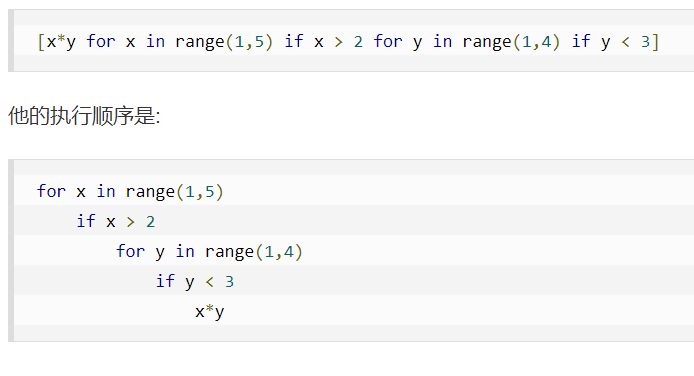 [x*y for x in range(1,5) if x > 2 for y in range(1,4) if y < 3]
他的执行顺序是:
for x in range(1,5)
    if x > 2
        for y in range(1,4)
            if y < 3
                x*y